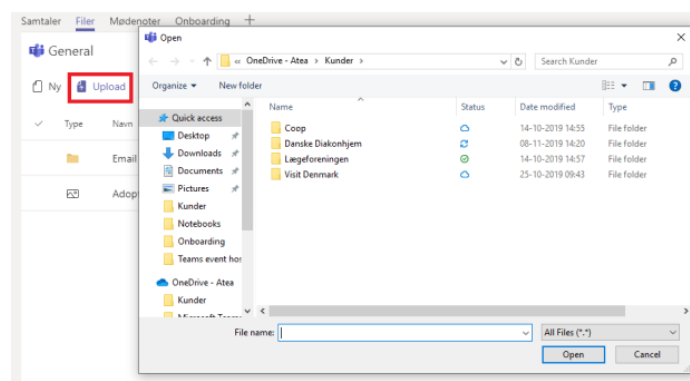 Samtaler Filer Mødenoter Onboarding +
General
Ny Upload
Type Navn
Email
Adop
Open
« OneDrive - Atea > Kunder >
Search Kunder
Organize New folder
Name Status Date modified Type
Quick access
Desktop
Downloads
Documents
Pictures
Kunder
Notebooks
Onboarding
Teams event hos
OneDrive - Atea
Kunder
Coop 14-10-2019 14:55 File folder
Danske Diakonhjem 08-11-2019 14:20 File folder
Lægeforeningen 14-10-2019 14:57 File folder
Visit Denmark 25-10-2019 09:43 File folder
File name: All Files (*.*)
Open Cancel